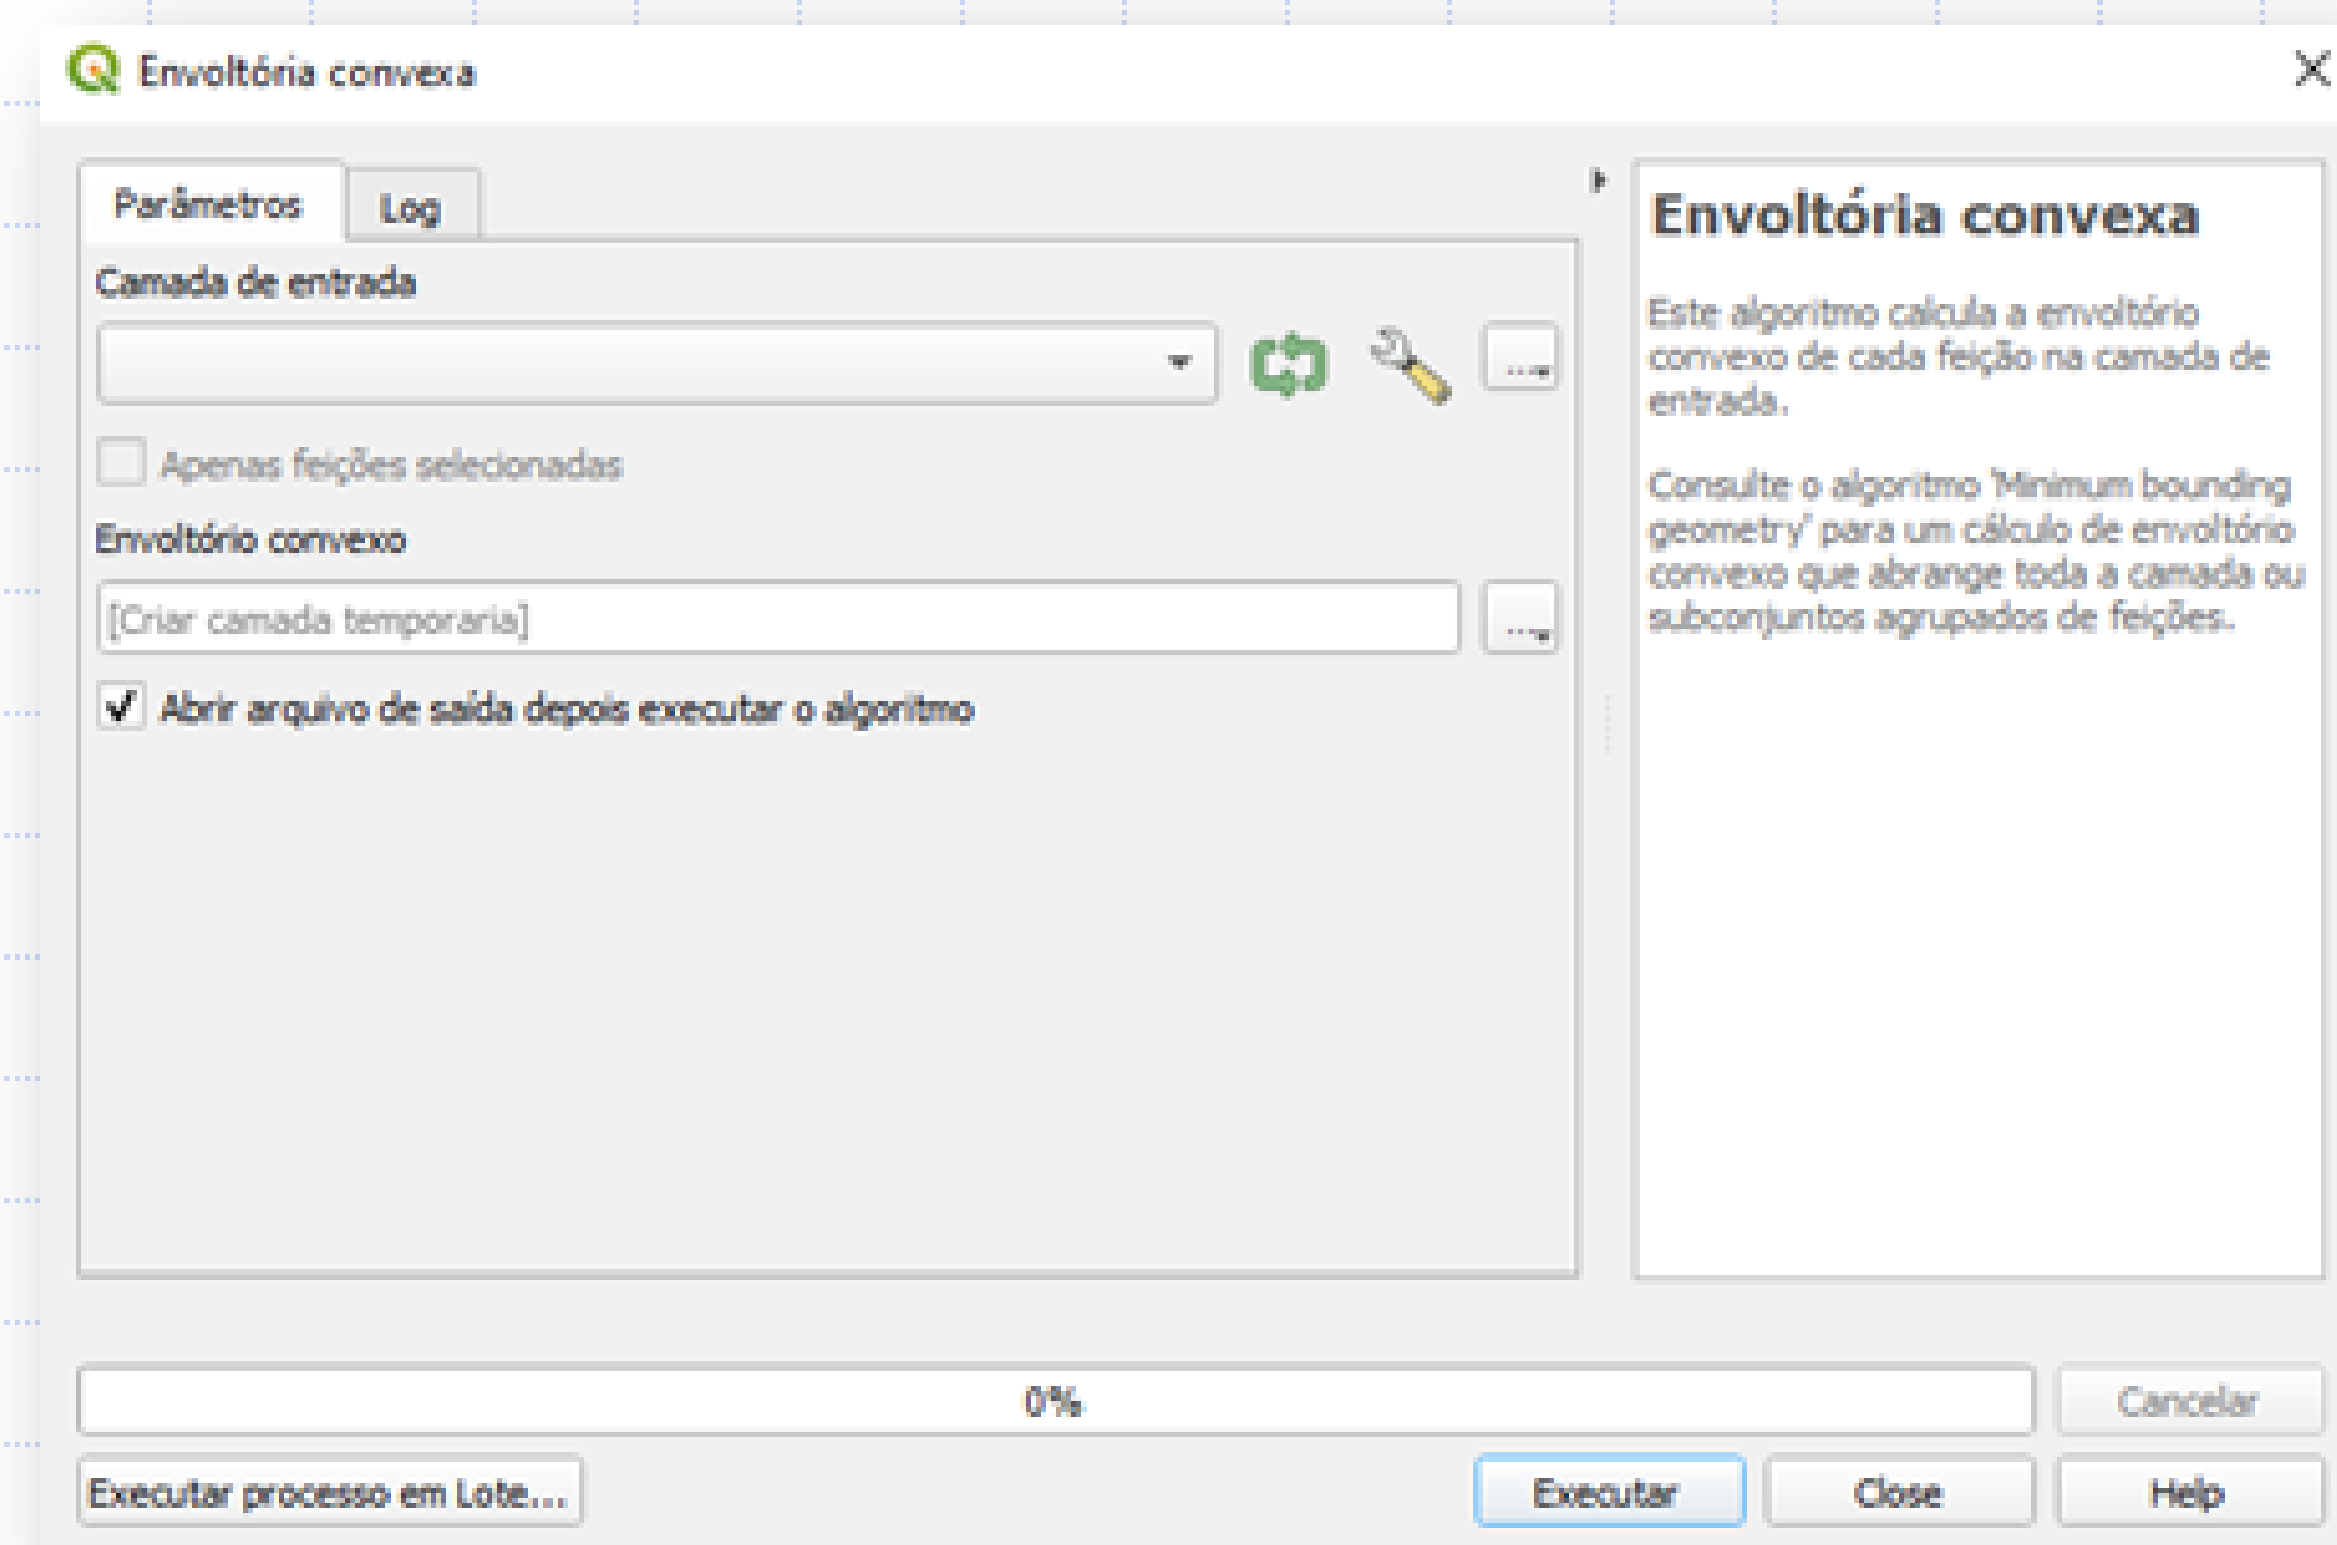 Envoltória convexa
Parâmetros
Log
Camada de entrada
...
Apenas feições selecionadas
Envoltório convexo
[Criar camada temporaria]
...
Abrir arquivo de saída depois executar o algoritmo
Envoltória convexa
Este algoritmo calcula a envoltório
convexo de cada feição na camada de
entrada.
Consulte o algoritmo 'Minimum bounding
geometry' para um cálculo de envoltório
convexo que abrange toda a camada ou
subconjuntos agrupados de feições.
0%
Cancelar
Executar processo em Lote...
Executar
Close
Help